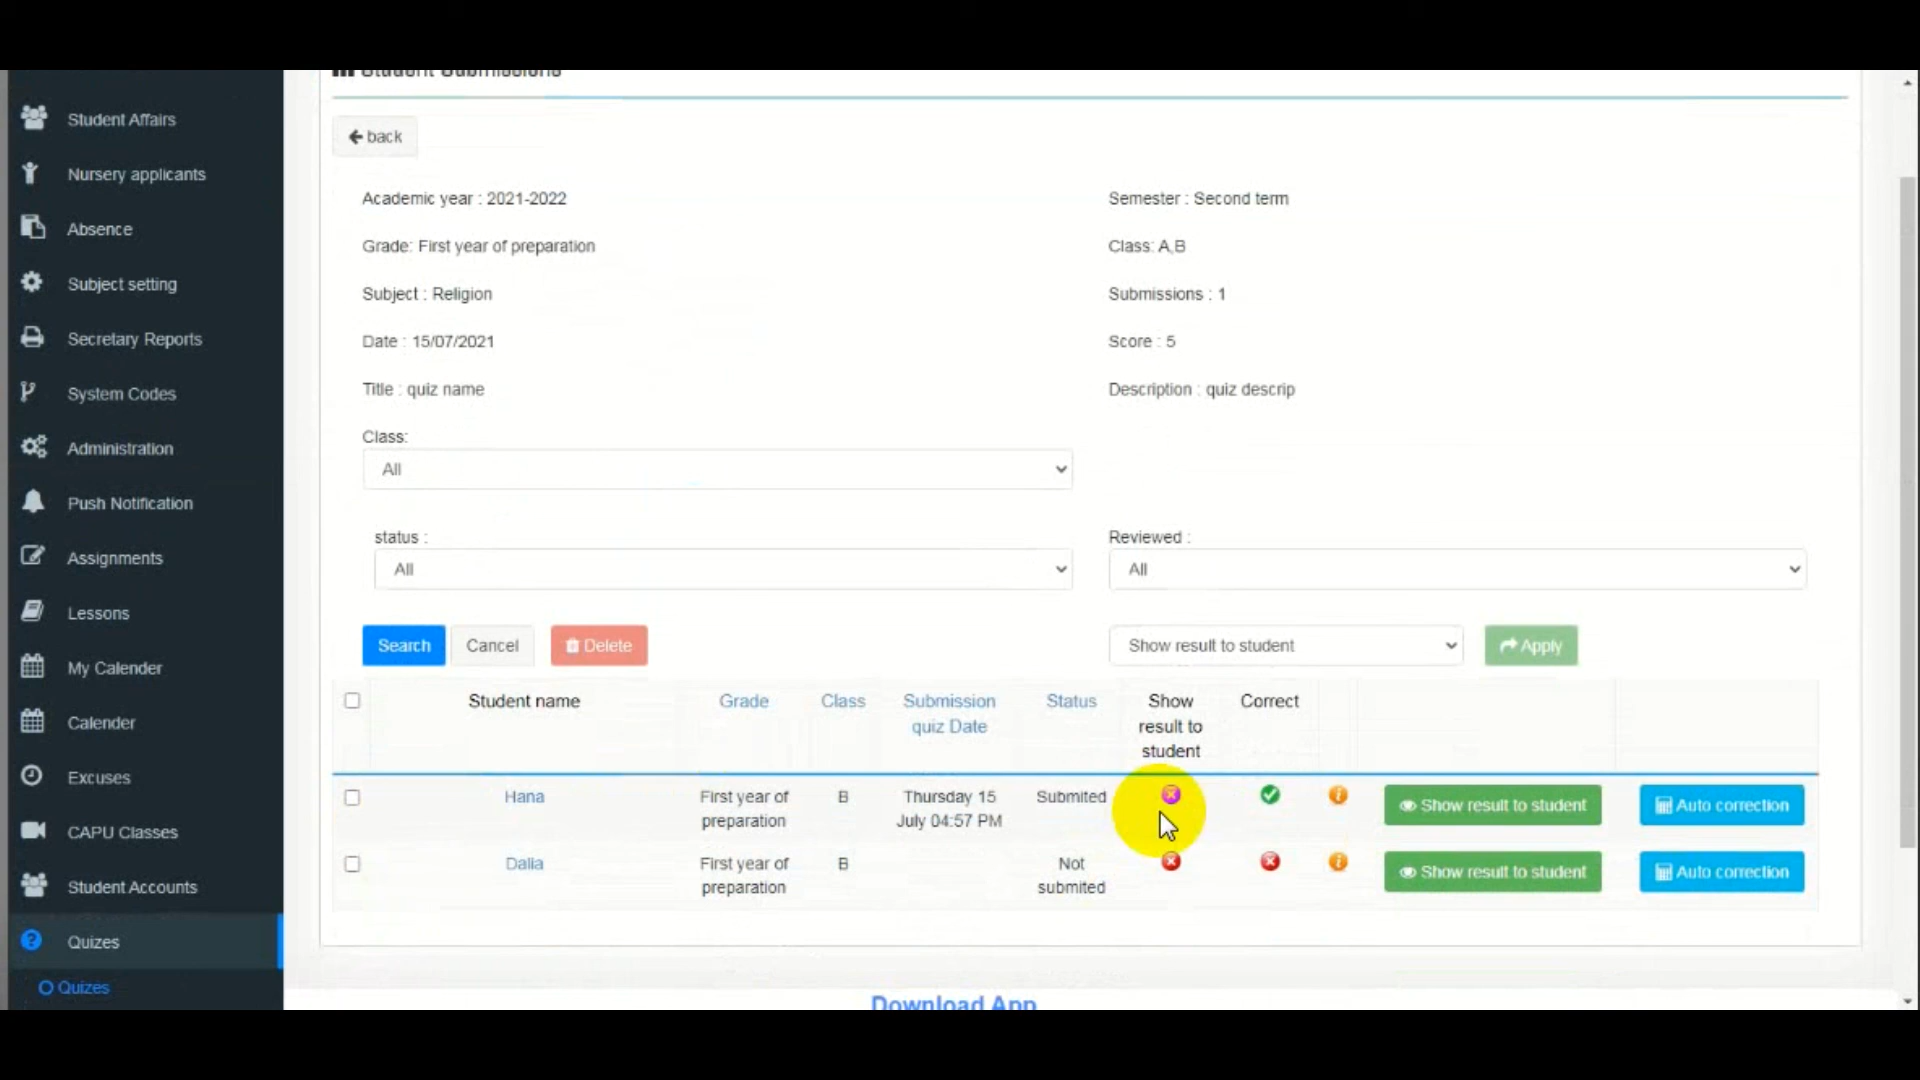 Student Submissions
Student Affairs
Nursery applicants
Absence
Subject setting
Secretary Reports
System Codes
Administration
Push Notification
Assignments
Lessons
My Calender
Calender
Excuses
CAPU Classes
Student Accounts
Quizes
Quizes
back
Academic year : 2021-2022
Semester : Second term
Grade: First year of preparation
Class: A,B
Subject : Religion
Submissions : 1
Date : 15/07/2021
Score : 5
Title : quiz name
Description : quiz descrip
Class:
All
status :
Reviewed :
All
All
Search Cancel Delete
Show result to student
Apply
Student name
Grade
Class
Submission
quiz Date
Status
Show
result to
student
Correct
Hana
First year of
preparation
B
Thursday 15
July 04:57 PM
Submited
Show result to student
Auto correction
Dalia
First year of
preparation
B
Not
submited
Show result to student
Auto correction
Download App